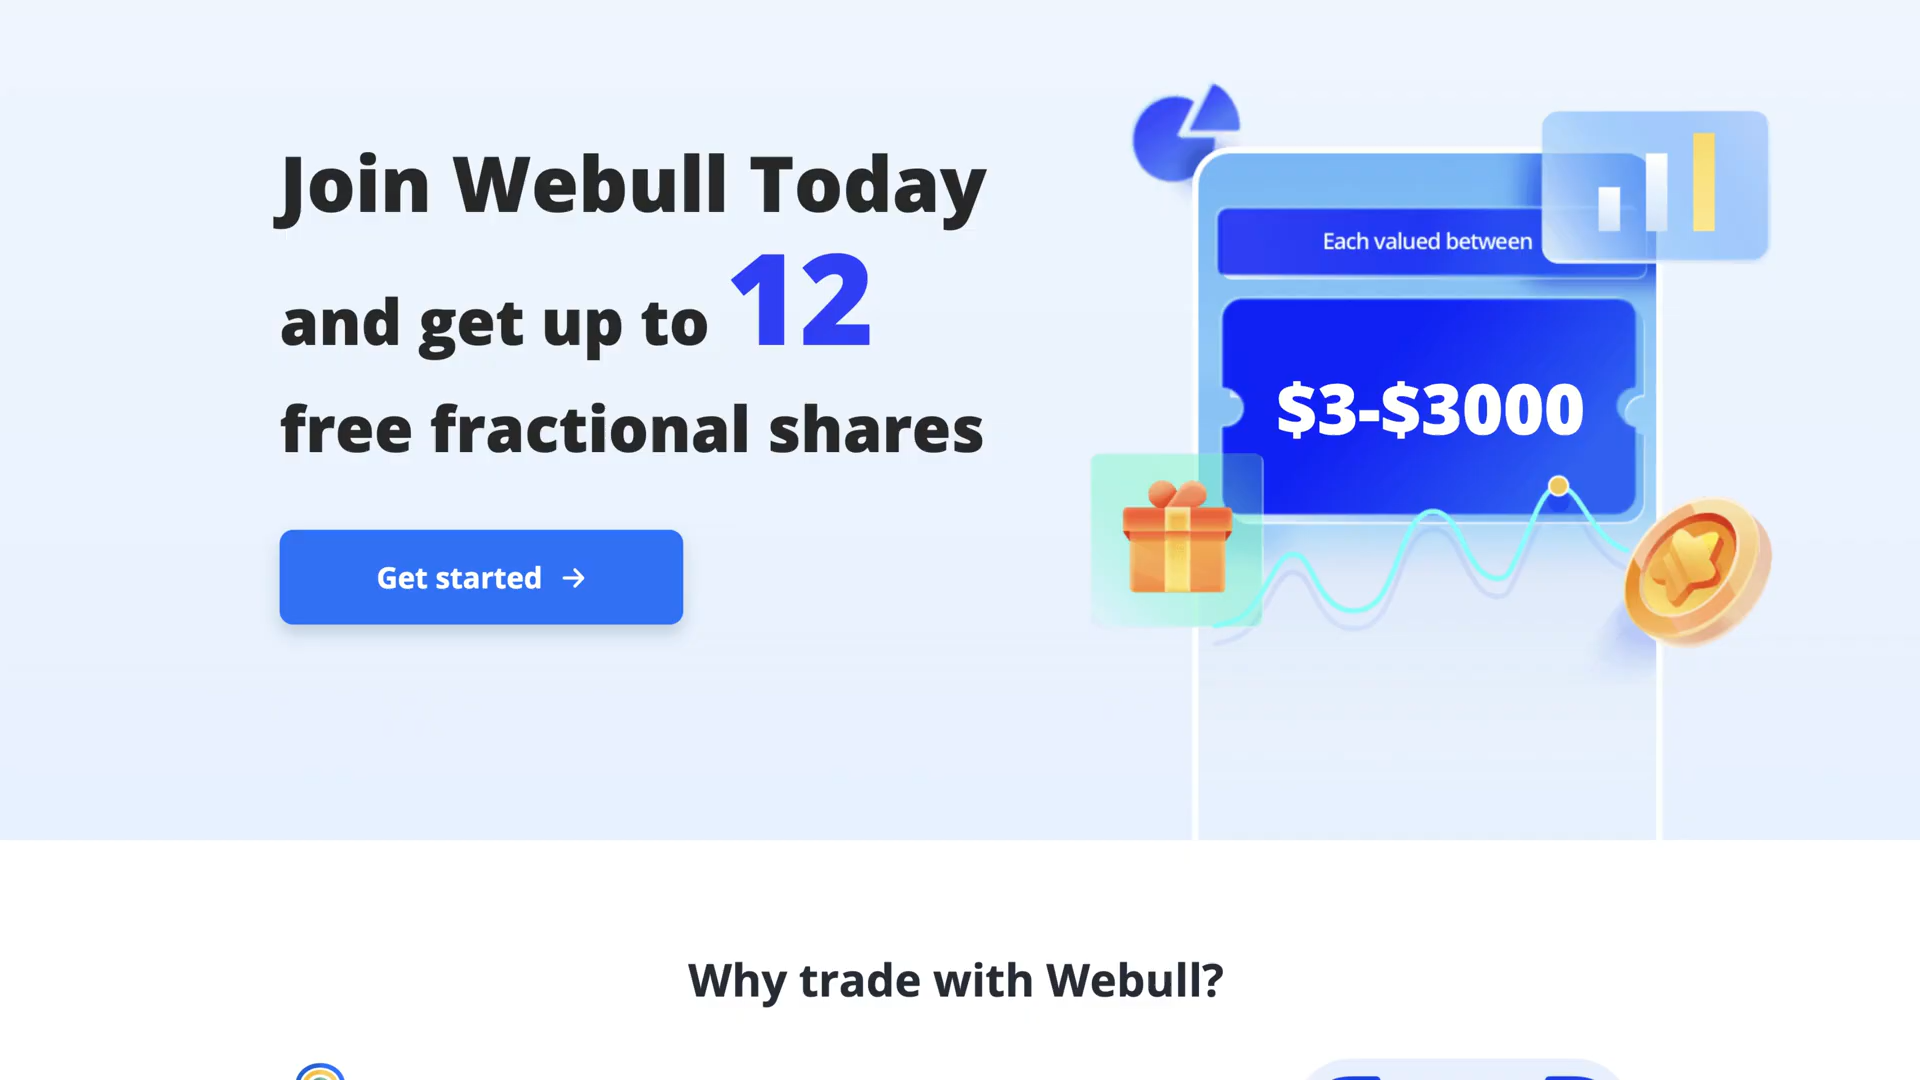 Join Webull Today
and get up to 12
free fractional shares
Get started
Each valued between
$3-$3000
Why trade with Webull?